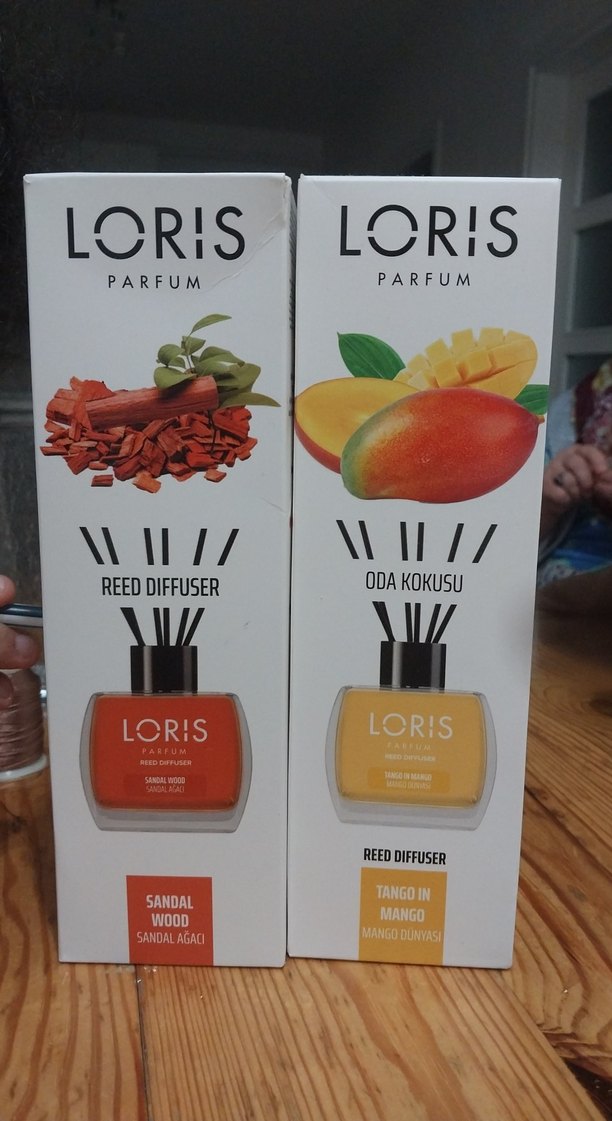 LORIS
PARFUM
REED DIFFUSER
LORIS
PARFUM
REED DIFFUSER
SANDAL WOOD
SANDAL AĞACI
SANDAL
WOOD
SANDAL AĞACI
LORIS
PARFUM
ODA KOKUSU
LORIS
PARFUM
REED DIFFUSER
TANGO IN MANGO
MANGO DÜNYASI
REED DIFFUSER
TANGO IN
MANGO
MANGO DÜNYASI